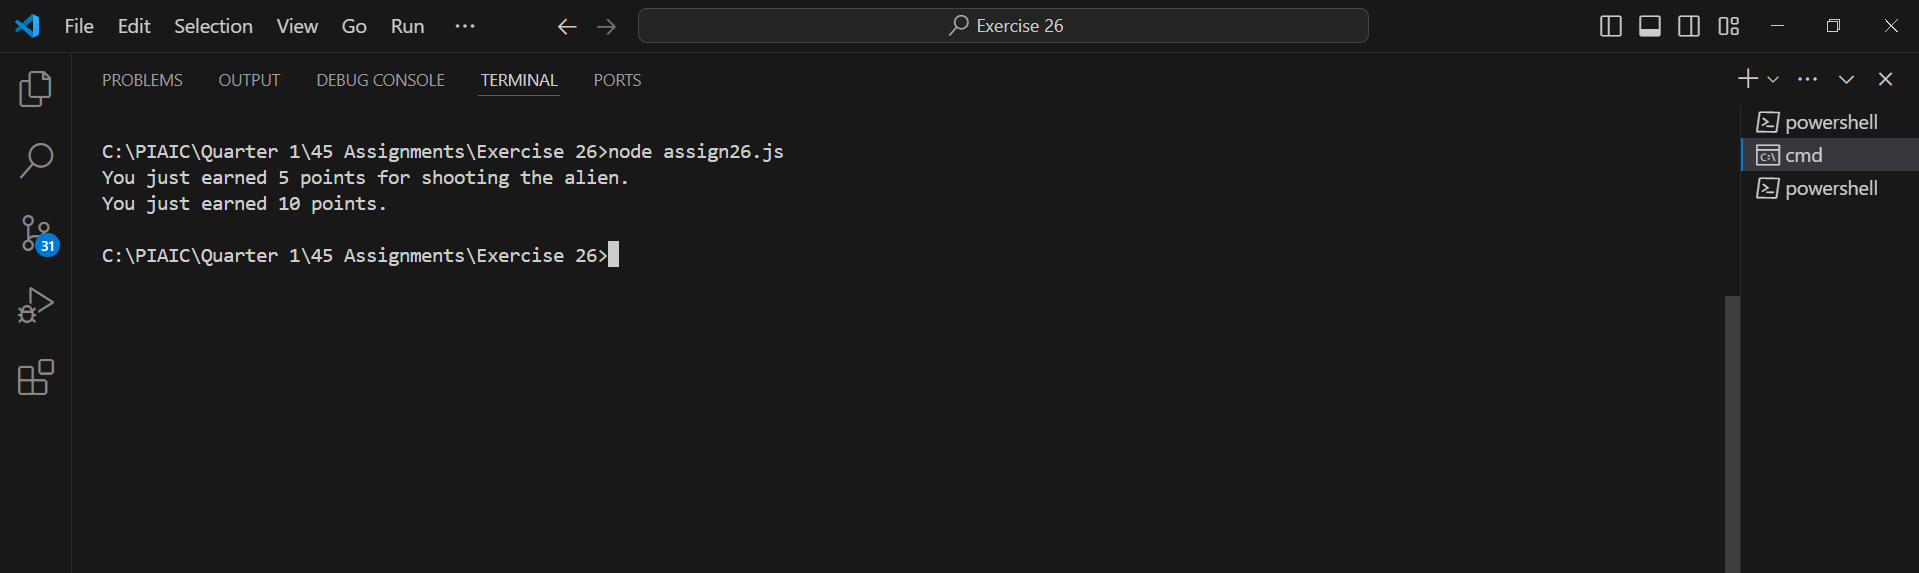 File Edit Selection View Go Run ...
Exercise 26
PROBLEMS OUTPUT DEBUG CONSOLE TERMINAL PORTS
C:\PIAIC\Quarter 1\45 Assignments\Exercise 26>node assign26.js
You just earned 5 points for shooting the alien.
You just earned 10 points.
C:\PIAIC\Quarter 1\45 Assignments\Exercise 26>
powershell
cmd
powershell
31